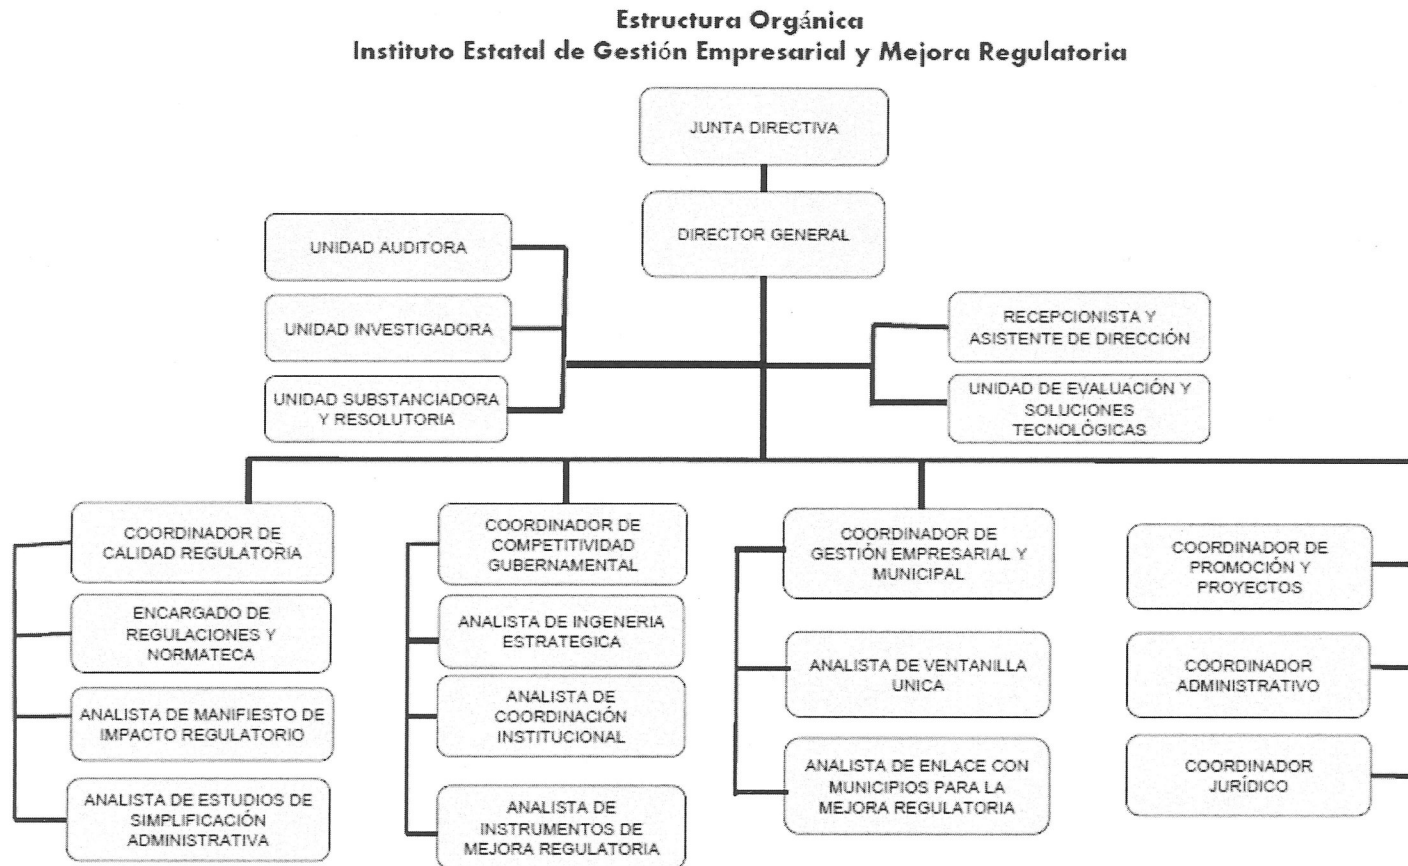 Estructura Orgánica
Instituto Estatal de Gestión Empresarial y Mejora Regulatoria
JUNTA DIRECTIVA
DIRECTOR GENERAL
UNIDAD AUDITORA
UNIDAD INVESTIGADORA
UNIDAD SUBSTANCIADORA
Y RESOLUTORIA
RECEPCIONISTA Y
ASISTENTE DE DIRECCIÓN
UNIDAD DE EVALUACIÓN Y
SOLUCIONES
TECNOLÓGICAS
COORDINADOR DE
CALIDAD REGULATORIA
ENCARGADO DE
REGULACIONES Y
NORMATECA
ANALISTA DE MANIFIESTO DE
IMPACTO REGULATORIO
ANALISTA DE ESTUDIOS DE
SIMPLIFICACIÓN
ADMINISTRATIVA
COORDINADOR DE
COMPETITIVIDAD
GUBERNAMENTAL
ANALISTA DE INGENERIA
ESTRATEGICA
ANALISTA DE
COORDINACIÓN
INSTITUCIONAL
ANALISTA DE
INSTRUMENTOS DE
MEJORA REGULATORIA
COORDINADOR DE
GESTIÓN EMPRESARIAL Y
MUNICIPAL
ANALISTA DE VENTANILLA
UNICA
ANALISTA DE ENLACE CON
MUNICIPIOS PARA LA
MEJORA REGULATORIA
COORDINADOR DE
PROMOCIÓN Y
PROYECTOS
COORDINADOR
ADMINISTRATIVO
COORDINADOR
JURÍDICO